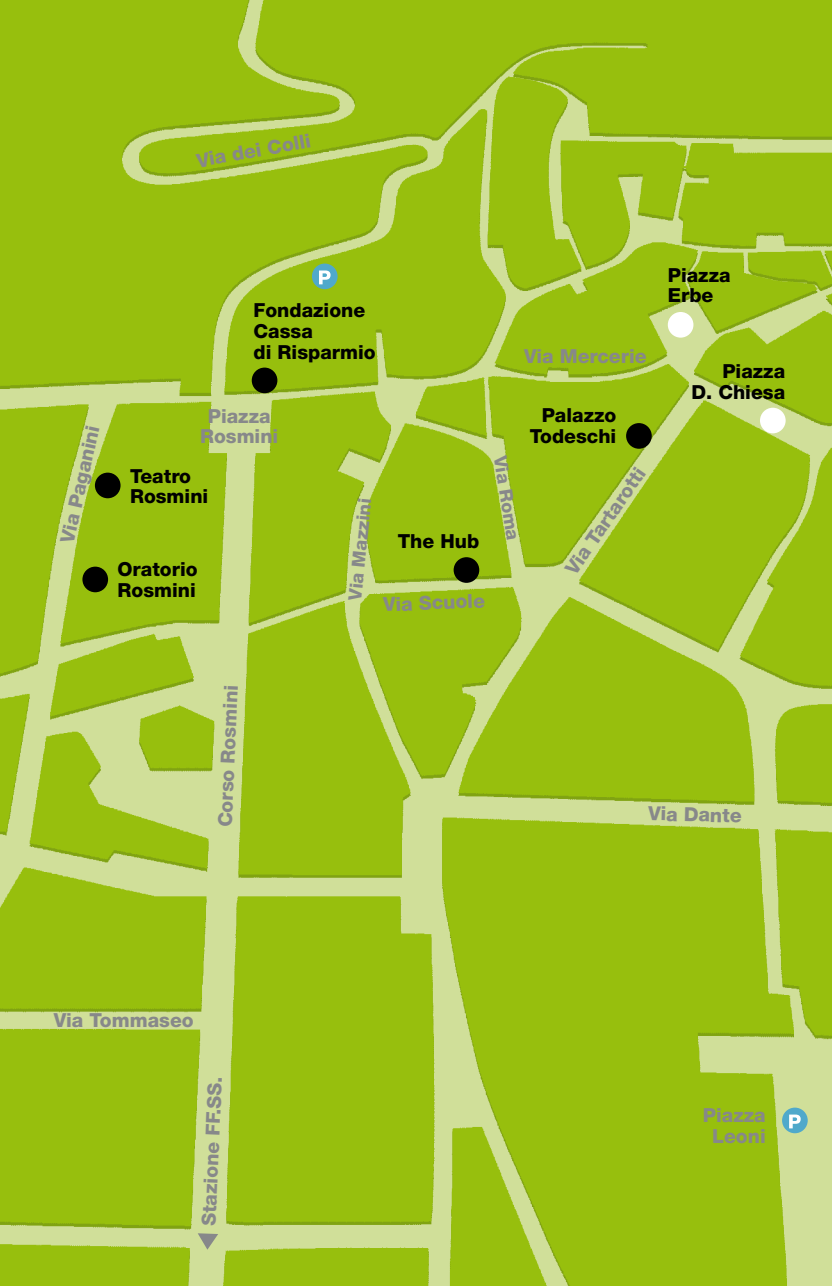 Via dei Colli
P
Piazza
Erbe
Fondazione
Cassa
di Risparmio
Via Mercerie
Piazza
D. Chiesa
Piazza
Rosmini
Palazzo
Todeschi
Via Paganini
Teatro
Rosmini
Via Roma
Via Tartarotti
Via Mazzini
The Hub
Oratorio
Rosmini
Via Scuole
Corso Rosmini
Via Dante
Via Tommaseo
Stazione FF.SS.
Piazza
Leoni
P